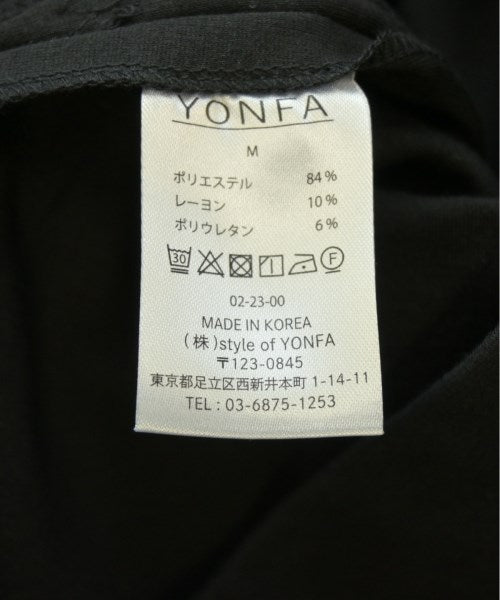 YONFA
M
ポリエステル 84%
レーヨン 10%
ポリウレタン 6%
30 F
02-23-00
MADE IN KOREA
(株)style of YONFA
〒123-0845
東京都足立区西新井本町 1-14-11
TEL : 03-6875-1253